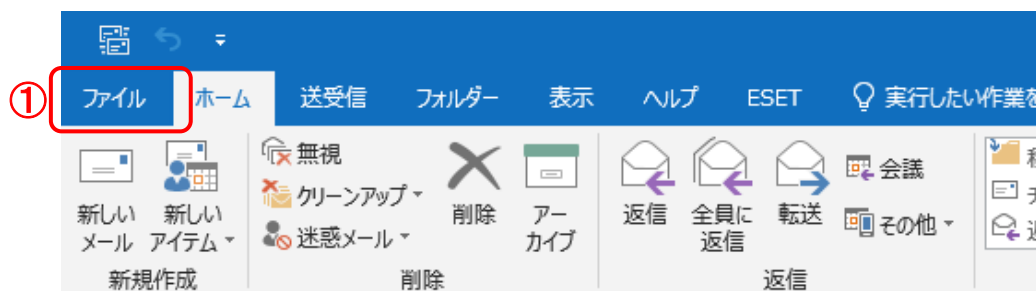 ①
ファイル ホーム 送受信 フォルダー 表示 ヘルプ ESET 実行したい作業を
新しい
メール
新しい
アイテム
新規作成
無視
クリーンアップ
迷惑メール
削除
アー
カイブ
削除
返信
全員に
返信
転送
会議
その他
返信